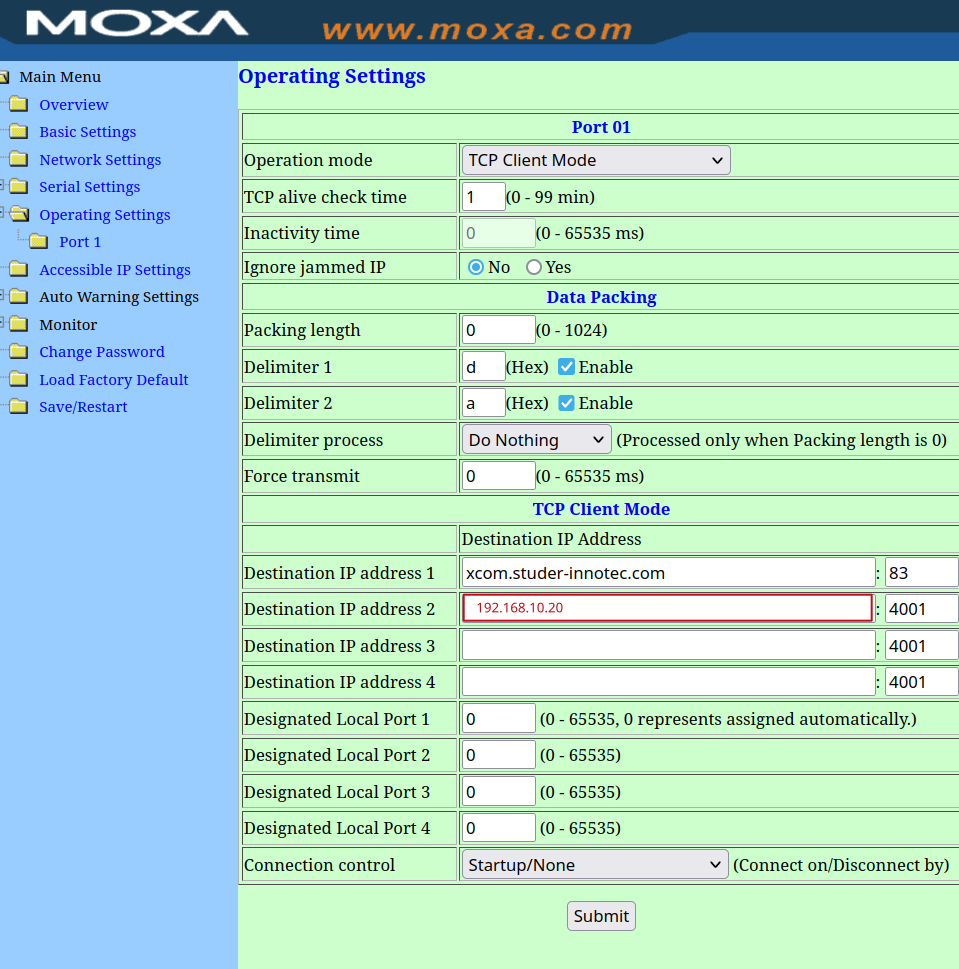 MOXA www.moxa.com
Main Menu
Overview
Basic Settings
Network Settings
Serial Settings
Operating Settings
Port 1
Accessible IP Settings
Auto Warning Settings
Monitor
Change Password
Load Factory Default
Save/Restart
Operating Settings
Port 01
Operation mode TCP Client Mode
TCP alive check time 1 (0 - 99 min)
Inactivity time 0 (0 - 65535 ms)
Ignore jammed IP No Yes
Data Packing
Packing length 0 (0 - 1024)
Delimiter 1 d (Hex) Enable
Delimiter 2 a (Hex) Enable
Delimiter process Do Nothing (Processed only when Packing length is 0)
Force transmit 0 (0 - 65535 ms)
TCP Client Mode
Destination IP Address
Destination IP address 1 xcom.studer-innotec.com : 83
Destination IP address 2 192.168.10.20 : 4001
Destination IP address 3 : 4001
Destination IP address 4 : 4001
Designated Local Port 1 0 (0 - 65535, 0 represents assigned automatically.)
Designated Local Port 2 0 (0 - 65535)
Designated Local Port 3 0 (0 - 65535)
Designated Local Port 4 0 (0 - 65535)
Connection control Startup/None (Connect on/Disconnect by)
Submit